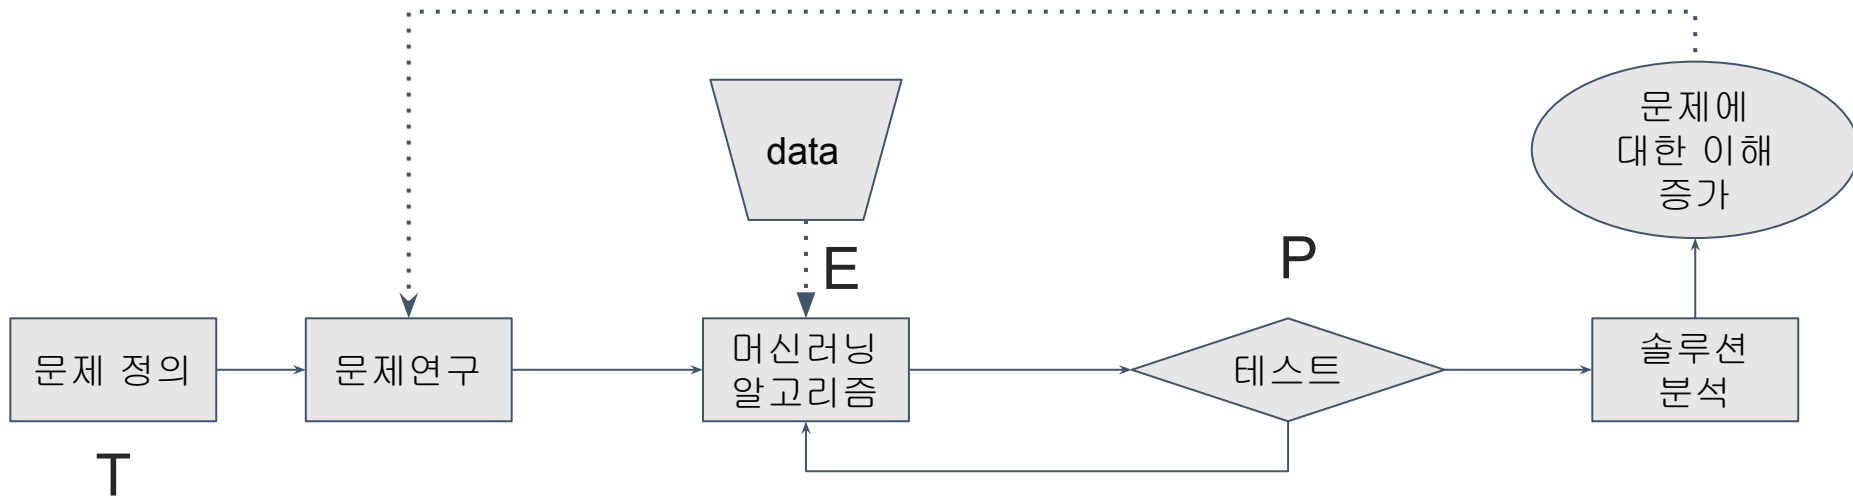 문제에
대한 이해
증가
data
E
P
문제 정의
문제연구
머신러닝
알고리즘
테스트
솔루션
분석
T